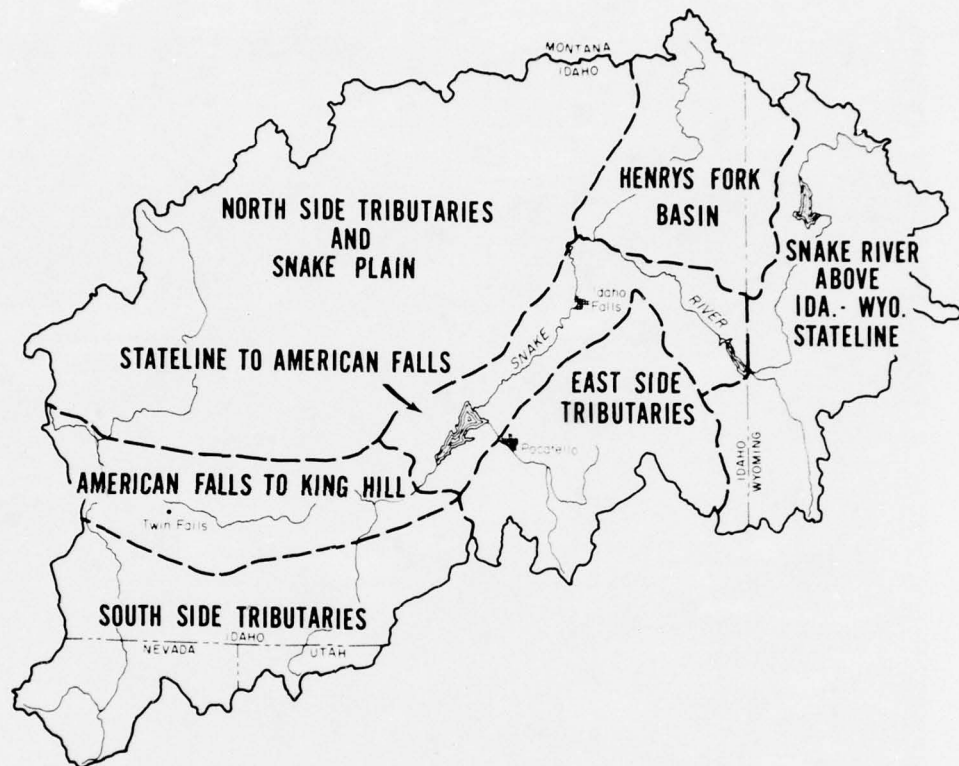 MONTANA
IDAHO
HENRYS FORK
BASIN
NORTH SIDE TRIBUTARIES
AND
SNAKE PLAIN
SNAKE RIVER
ABOVE
IDA.- WYO.
STATELINE
Idaho
Falls
SNAKE
RIVER
STATELINE TO AMERICAN FALLS
EAST SIDE
TRIBUTARIES
Pocatello
IDAHO
WYOMING
AMERICAN FALLS TO KING HILL
Twin Falls
SOUTH SIDE TRIBUTARIES
IDAHO
NEVADA
UTAH